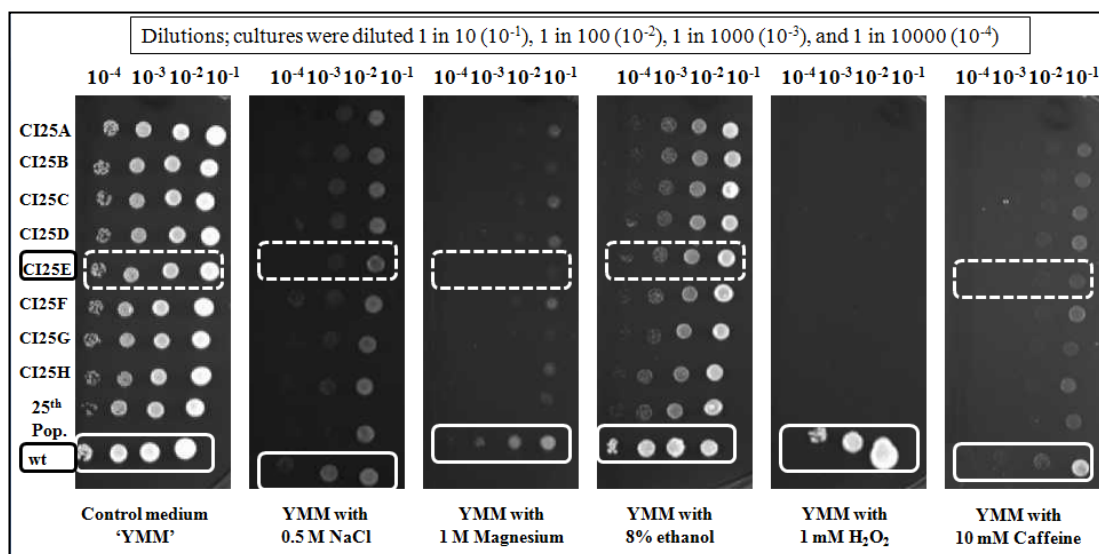 Dilutions; cultures were diluted 1 in 10 (10⁻¹), 1 in 100 (10⁻²), 1 in 1000 (10⁻³), and 1 in 10000 (10⁻⁴)
10⁻⁴ 10⁻³ 10⁻² 10⁻¹ 10⁻⁴ 10⁻³ 10⁻² 10⁻¹ 10⁻⁴ 10⁻³ 10⁻² 10⁻¹ 10⁻⁴ 10⁻³ 10⁻² 10⁻¹ 10⁻⁴ 10⁻³ 10⁻² 10⁻¹ 10⁻⁴ 10⁻³ 10⁻² 10⁻¹
CI25A
CI25B
CI25C
CI25D
CI25E
CI25F
CI25G
CI25H
25ᵗʰ
Pop.
wt
Control medium
‘YMM’
YMM with
0.5 M NaCl
YMM with
1 M Magnesium
YMM with
8% ethanol
YMM with
1 mM H₂O₂
YMM with
10 mM Caffeine